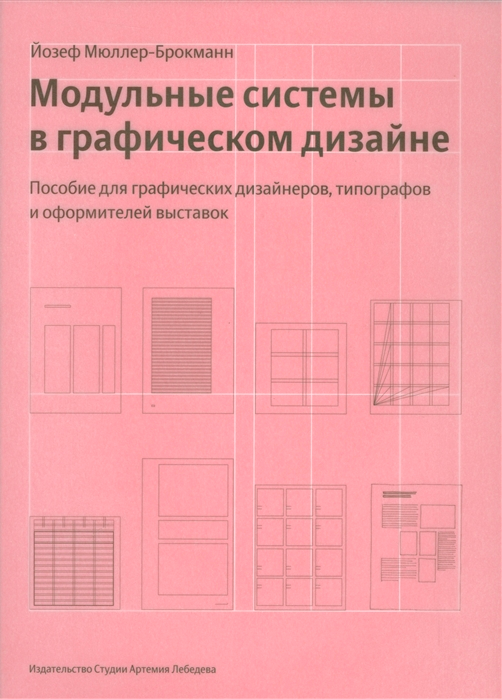 Йозеф Мюллер-Брокманн
Модульные системы
в графическом дизайне
Пособие для графических дизайнеров, типографов
и оформителей выставок
Издательство Студии Артемия Лебедева